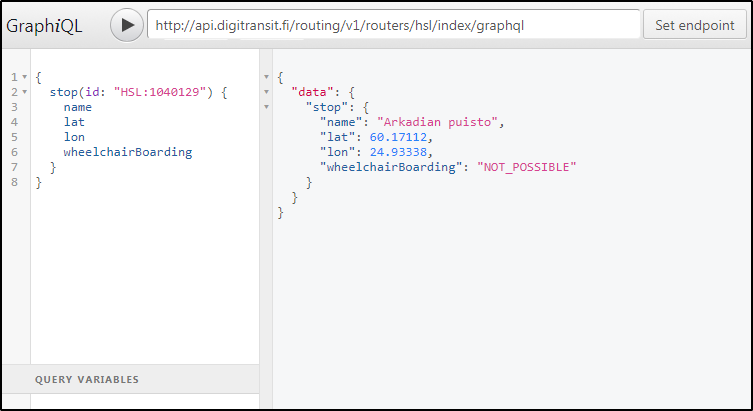 GraphiQL http://api.digitransit.fi/routing/v1/routers/hsl/index/graphql Set endpoint
1 {
2 stop(id: "HSL:1040129") {
3 name
4 lat
5 lon
6 wheelchairBoarding
7 }
8 }
{
"data": {
"stop": {
"name": "Arkadian puisto",
"lat": 60.17112,
"lon": 24.93338,
"wheelchairBoarding": "NOT_POSSIBLE"
}
}
}
QUERY VARIABLES